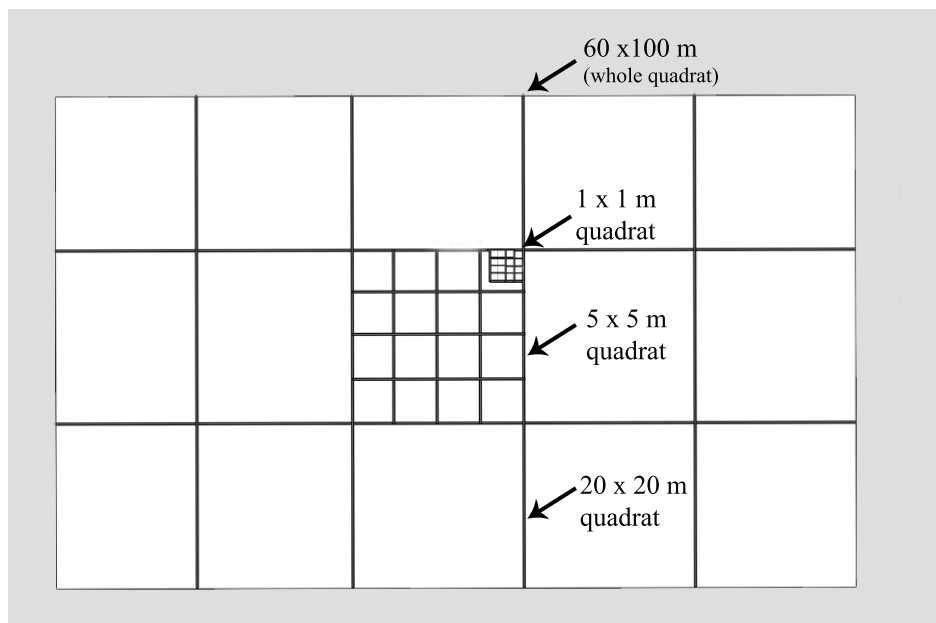 60 x100 m
(whole quadrat)
1 x 1 m
quadrat
5 x 5 m
quadrat
20 x 20 m
quadrat